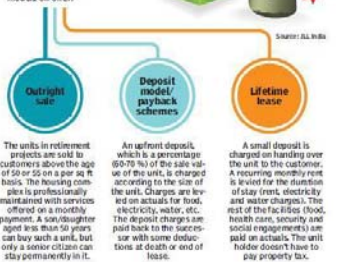 Source: JLL India
Outright
sale
Deposit
model/
payback
schemes
Lifetime
lease
The units in retirement
projects are sold to
customers above the age
of 50 or 55 on a per sq ft
basis. The housing com-
plex is professionally
maintained with services
offered on a monthly
payment. A son/daughter
aged less than 50 years
can buy such a unit, but
only a senior citizen can
stay permanently in it.
An upfront deposit,
which is a percentage
(60-70 %) of the sale val-
ue of the unit, is charged
according to the size of
the unit. Charges are lev-
ied on actuals for food,
electricity, water, etc.
The deposit charges are
paid back to the succes-
sor with some deduc-
tions at death or end of
lease.
A small deposit is
charged on handing over
the unit to the customer.
A recurring monthly rent
is levied for the duration
of stay (rent, electricity
and water charges). The
rest of the facilities (food,
health care, security and
social engagements) are
paid on actuals. The unit
holder doesn't have to
pay property tax.